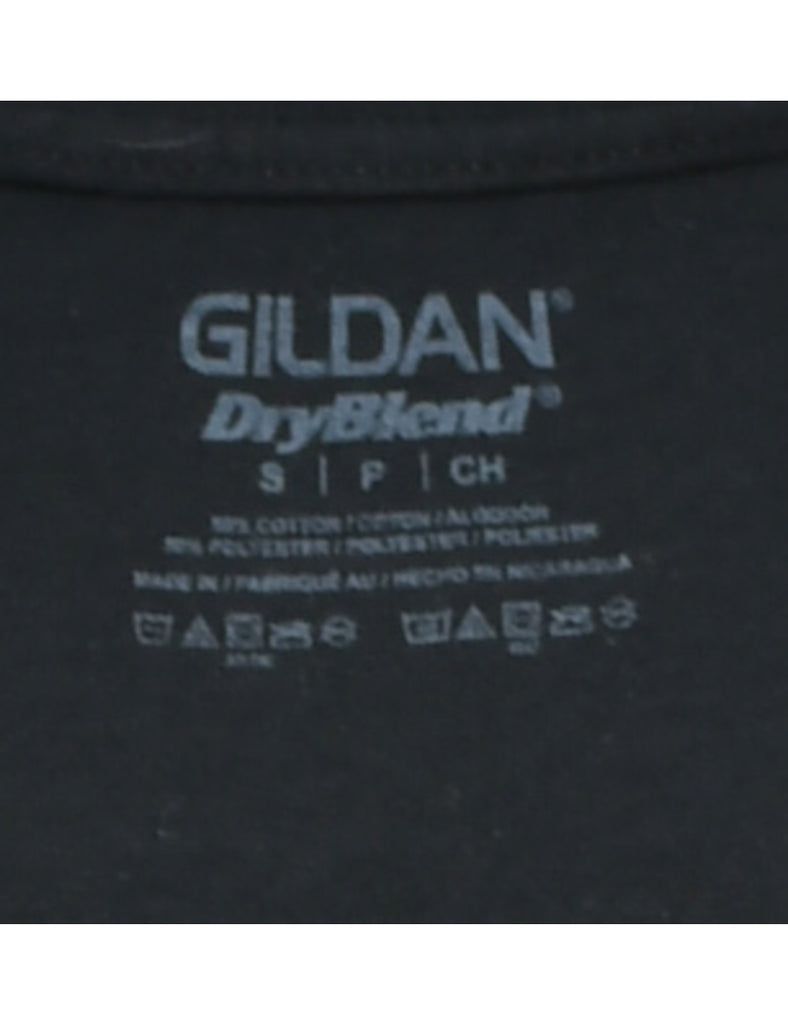 GILDAN®
DryBlend®
S | P | CH
50% COTTON / COTON / ALGODÓN
50% POLYESTER / POLYESTER / POLIÉSTER
MADE IN / FABRIQUÉ AU / HECHO EN NICARAGUA